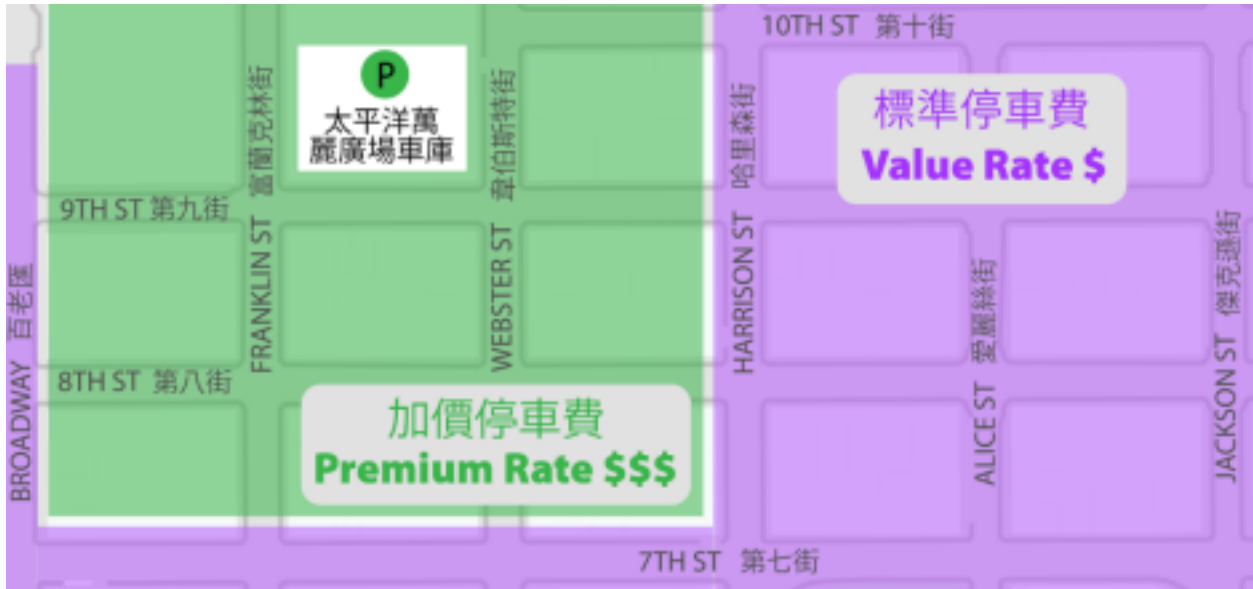 10TH ST 第十街
P
太平洋萬
麗廣場車庫
標準停車費
Value Rate $
富蘭克林街
韋伯斯特街
哈里森街
9TH ST 第九街
FRANKLIN ST
WEBSTER ST
HARRISON ST
愛麗絲街
傑克遜街
BROADWAY 百老匯
8TH ST 第八街
加價停車費
Premium Rate $$$
ALICE ST
JACKSON ST
7TH ST 第七街